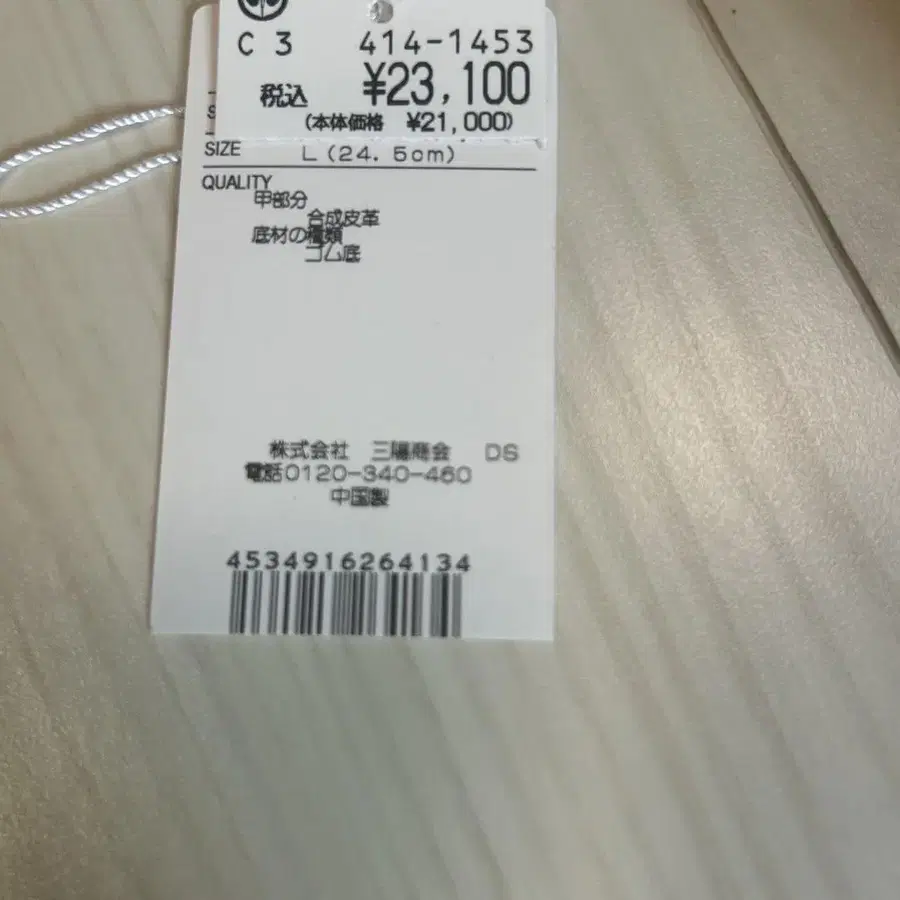 C 3 414-1453
税込 ¥23,100
(本体価格 ¥21,000)
SIZE L(24.5cm)
QUALITY
甲部分
合成皮革
底材の種類
ゴム底
株式会社 三陽商会 DS
電話0120-340-460
中国製
4534916264134